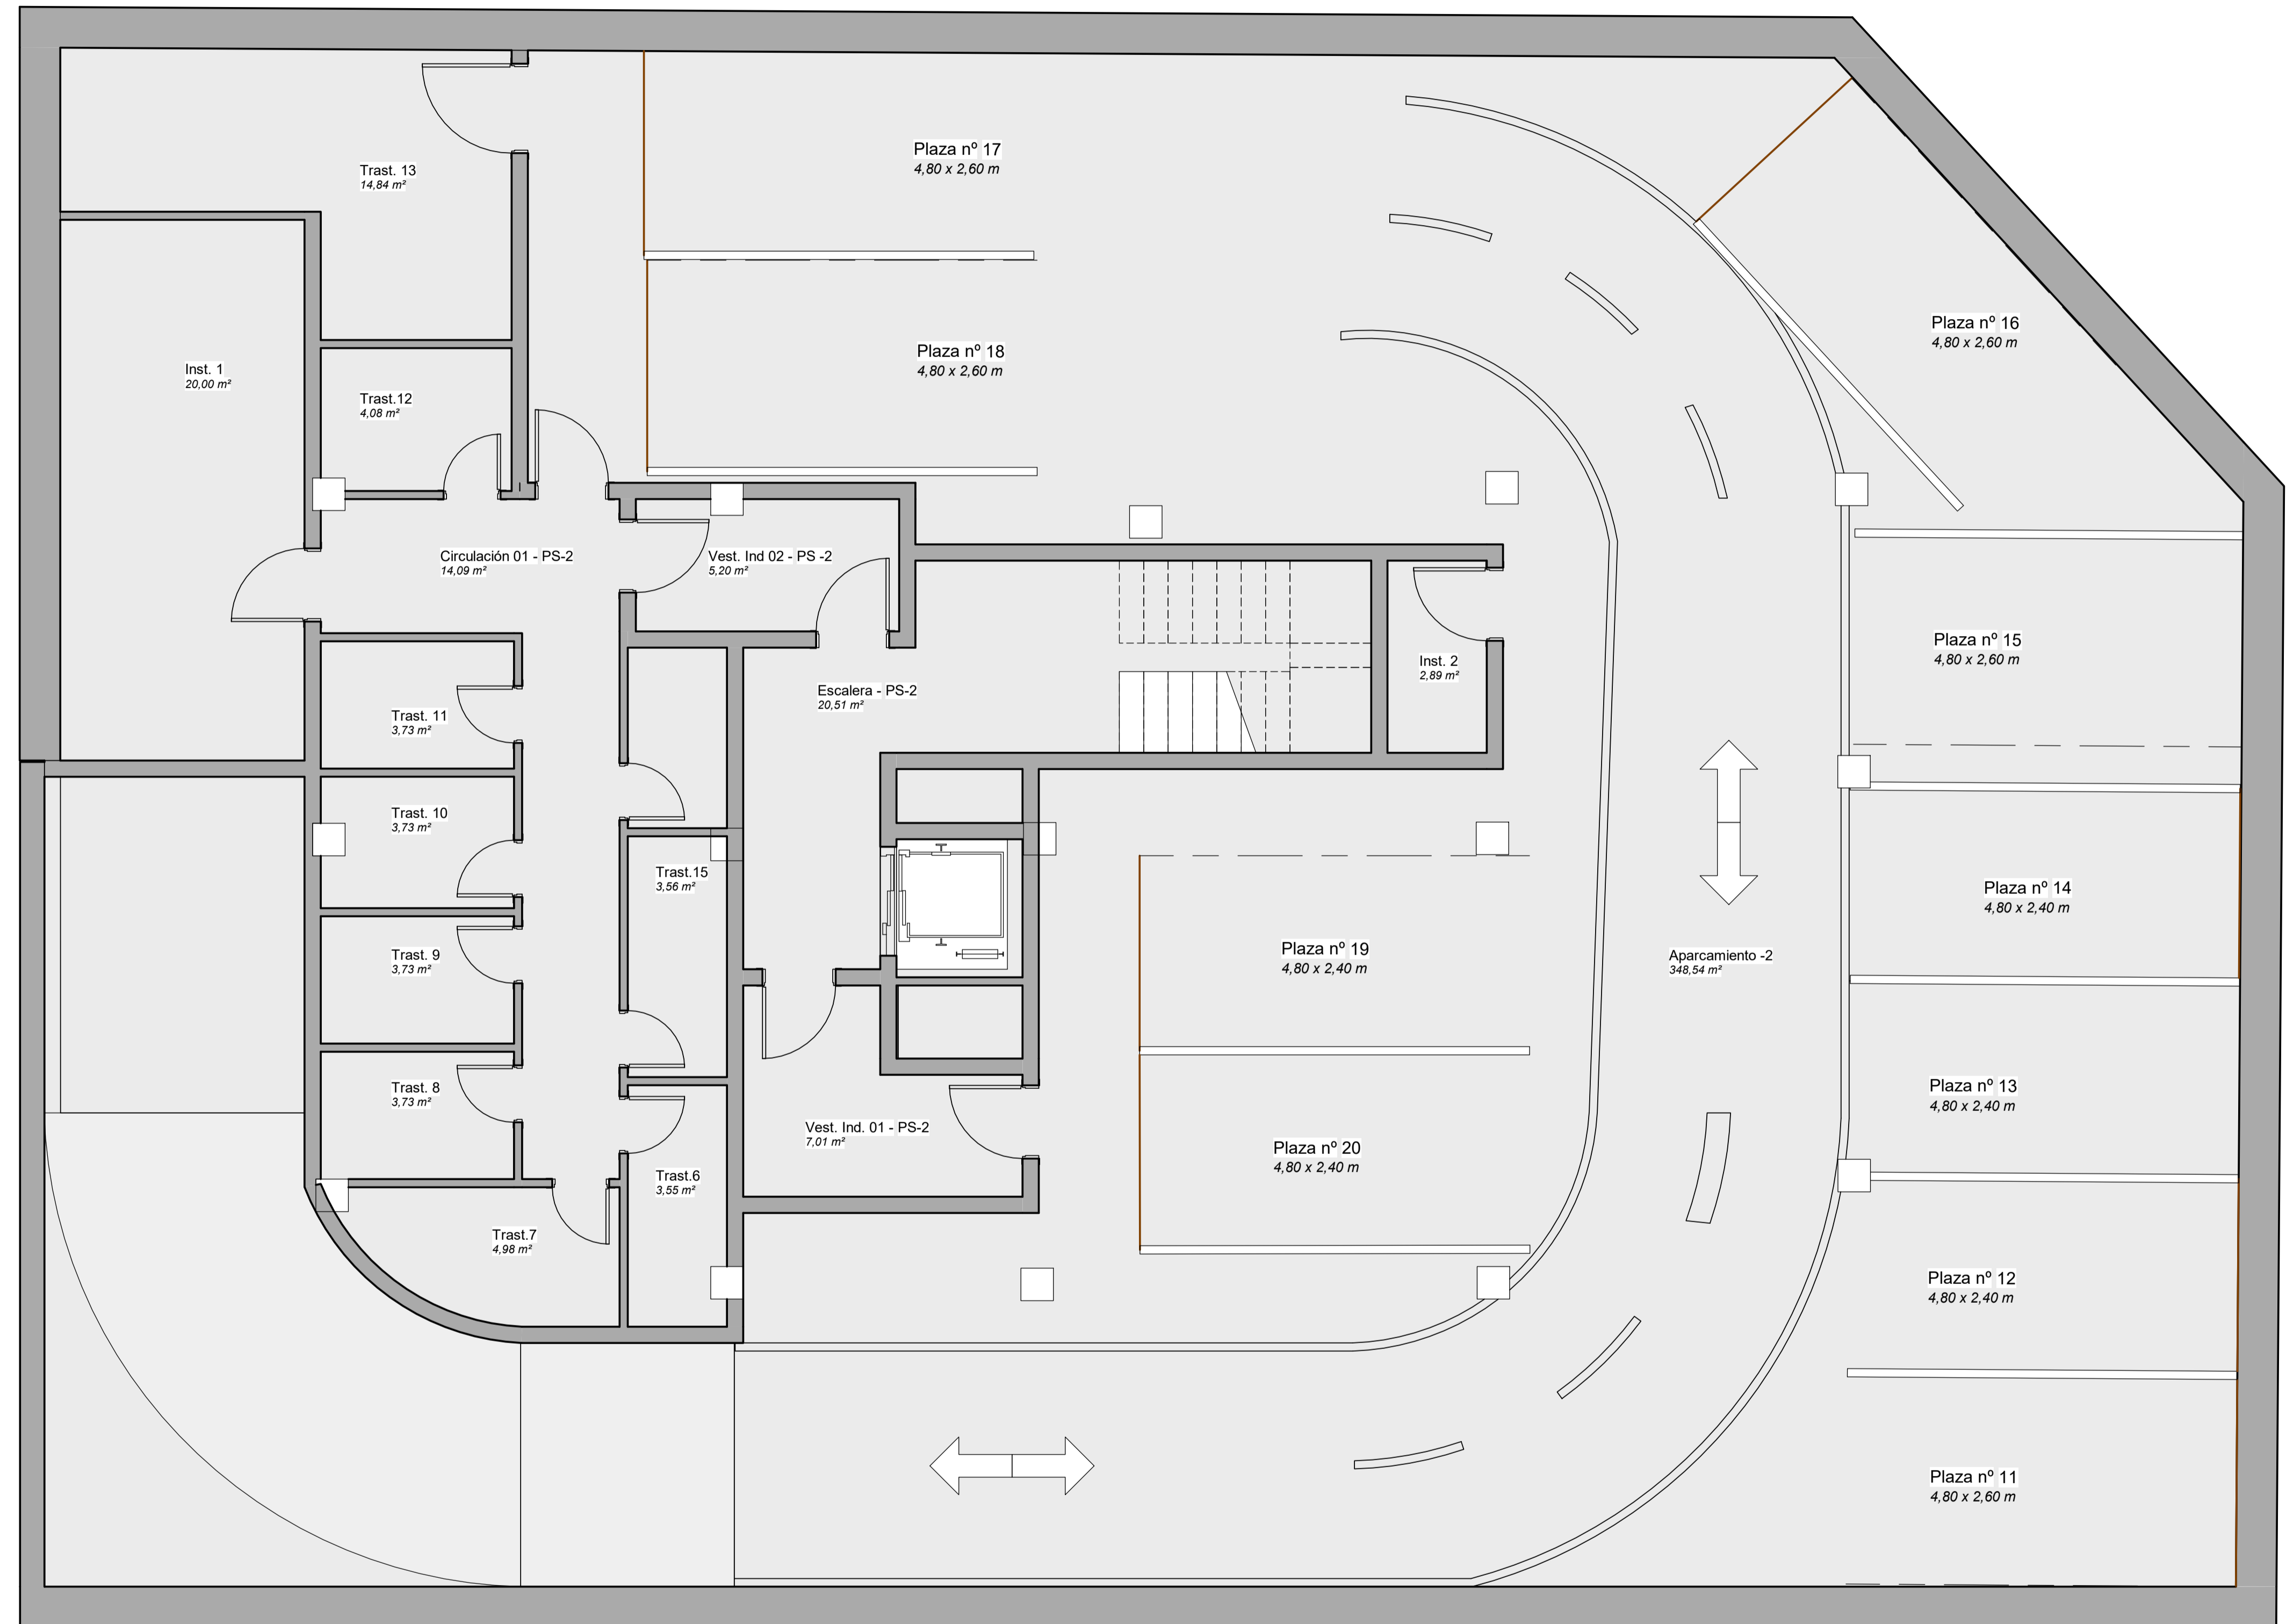 Plaza nº 17
4,80 x 2,60 m
Trast. 13
14,84 m²
Plaza nº 16
4,80 x 2,60 m
Plaza nº 18
4,80 x 2,60 m
Inst. 1
20,00 m²
Trast.12
4,08 m²
Circulación 01 - PS-2
14,09 m²
Vest. Ind 02 - PS -2
5,20 m²
Plaza nº 15
4,80 x 2,60 m
Inst. 2
2,89 m²
Escalera - PS-2
20,51 m²
Trast. 11
3,73 m²
Trast. 10
3,73 m²
Trast.15
3,56 m²
Plaza nº 14
4,80 x 2,40 m
Plaza nº 19
4,80 x 2,40 m
Aparcamiento -2
348,54 m²
Trast. 9
3,73 m²
Trast. 8
3,73 m²
Plaza nº 13
4,80 x 2,40 m
Vest. Ind. 01 - PS-2
7,01 m²
Plaza nº 20
4,80 x 2,40 m
Trast.6
3,55 m²
Trast.7
4,98 m²
Plaza nº 12
4,80 x 2,40 m
Plaza nº 11
4,80 x 2,60 m